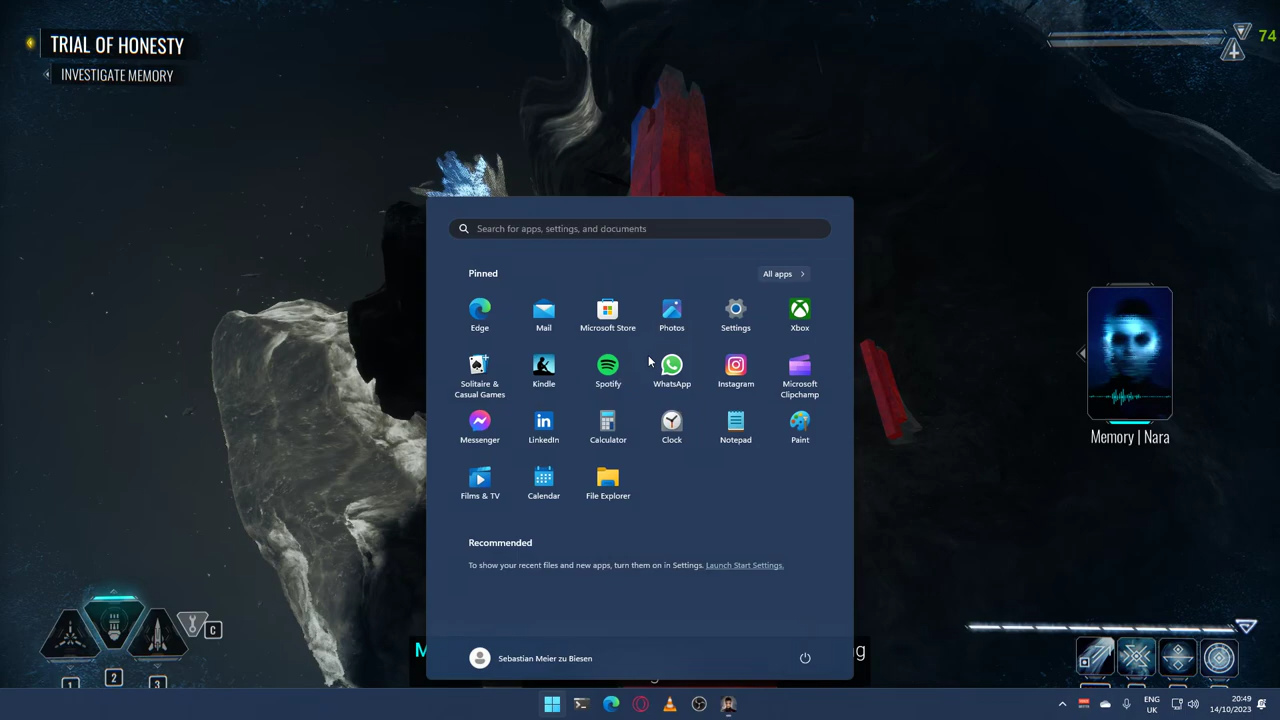 TRIAL OF HONESTY
INVESTIGATE MEMORY
74
Search for apps, settings, and documents
Pinned
All apps
Edge
Mail
Microsoft Store
Photos
Settings
Xbox
Solitaire &
Casual Games
Kindle
Spotify
WhatsApp
Instagram
Microsoft
Clipchamp
Messenger
LinkedIn
Calculator
Clock
Notepad
Paint
Films & TV
Calendar
File Explorer
Recommended
To show your recent files and new apps, turn them on in Settings. Launch Start Settings.
Sebastian Meier zu Biesen
Memory | Nara
C
1
2
3
ENG
UK
20:49
14/10/2023